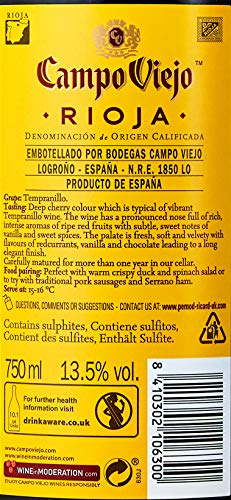 RIOJA
CV
Campo Viejo™
RIOJA
DENOMINACIÓN de ORIGEN CALIFICADA
EMBOTELLADO POR BODEGAS CAMPO VIEJO
LOGROÑO - ESPAÑA - N.R.E. 1850 LO
PRODUCTO DE ESPAÑA
Grape: Tempranillo.
Tasting: Deep cherry colour which is typical of vibrant
Tempranillo wine. The wine has a pronounced nose full of rich,
intense aromas of ripe red fruits with subtle, sweet notes of
vanilla and sweet spices. The palate is fresh, soft and velvety with
flavours of redcurrants, vanilla and chocolate leading to a long
elegant finish.
Carefully matured for more than one year in our cellar.
Food pairing: Perfect with warm crispy duck and spinach salad or
to try with traditional pork sausages and Serrano ham.
Serve at: 15-16 °C
QUESTIONS, COMMENTS OR SUGGESTIONS - CONTACT US AT: www.pernod-ricard-uk.com
Contains sulphites, Contiene sulfitos,
Contient des sulfites, Enthält Sulfite.
750 ml 13.5% vol.
10.1
For further health
information visit
drinkaware.co.uk
www.campoviejo.com
www.wineinmoderation.com
WINE in MODERATION.com
ENJOY CAMPO VIEJO WINES RESPONSIBLY
8 410302 106300